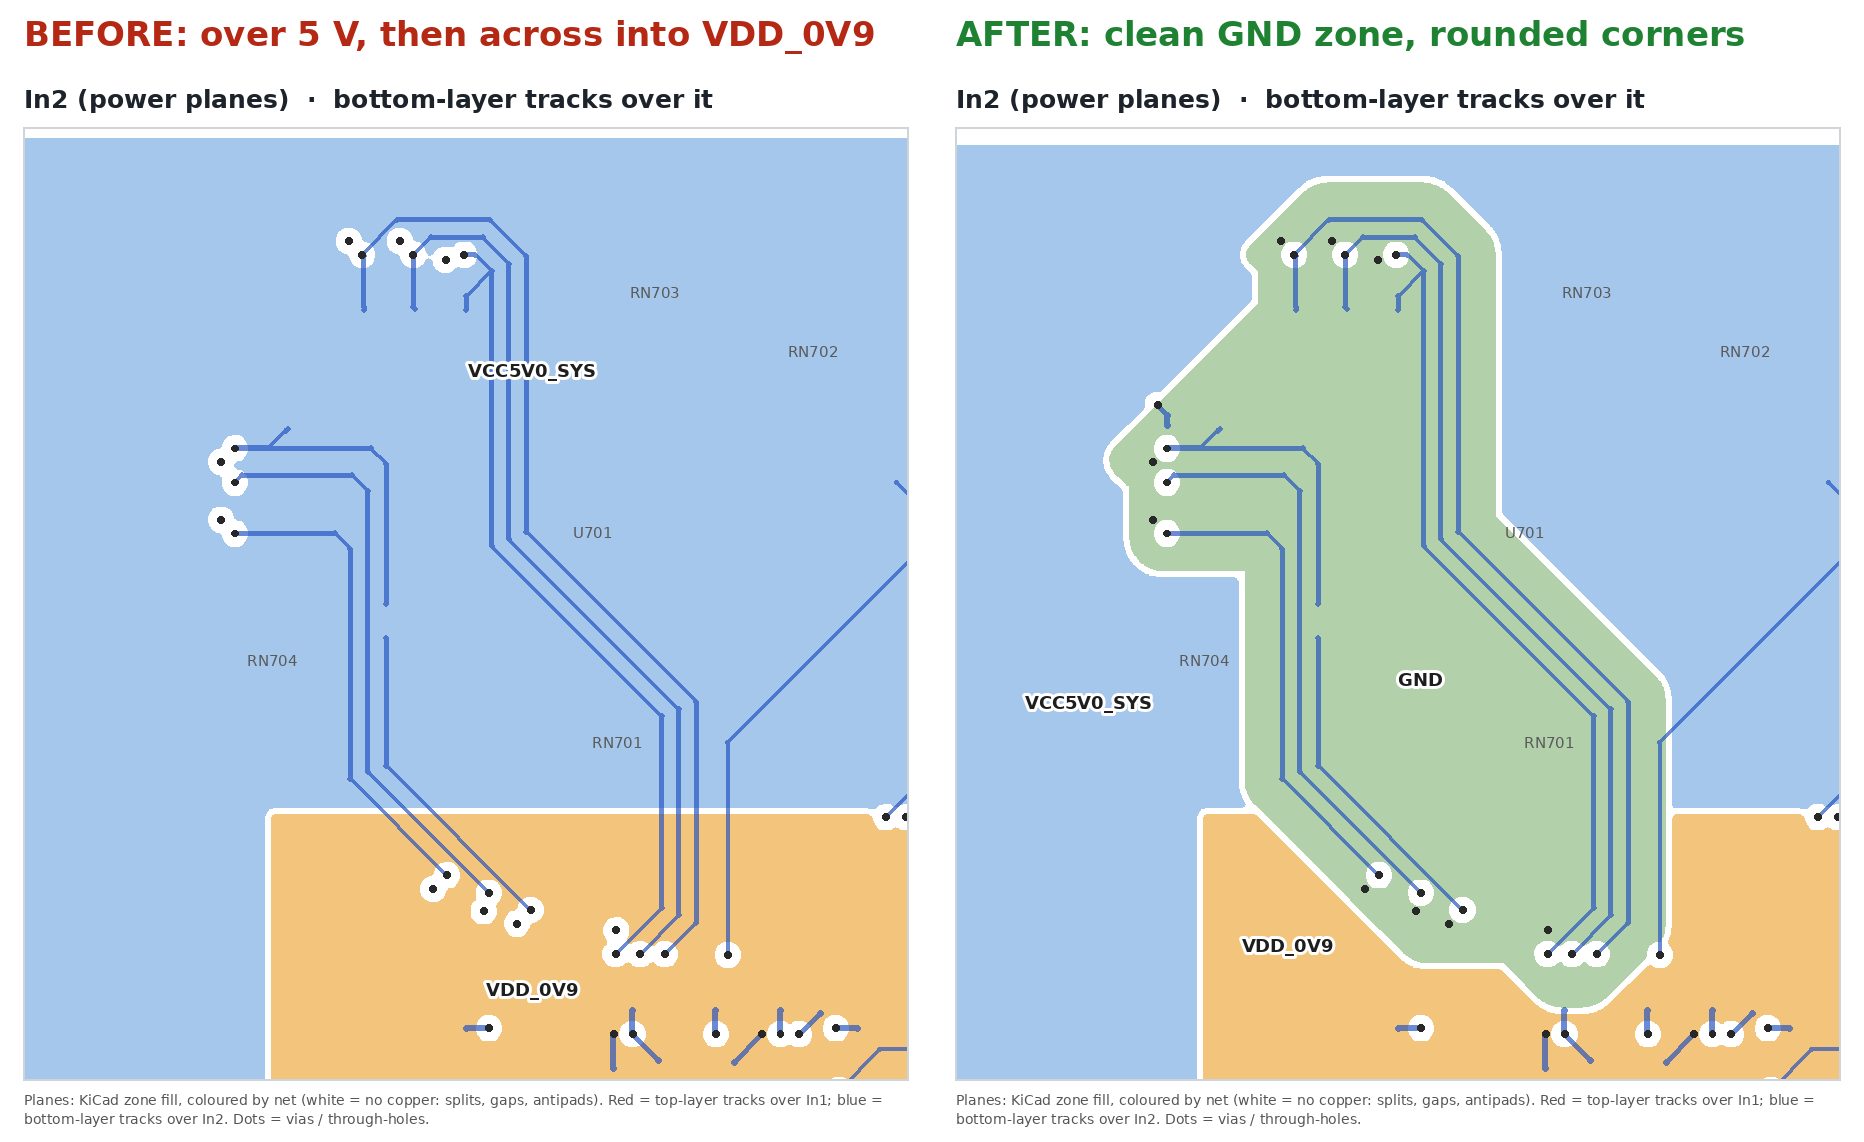 BEFORE: over 5 V, then across into VDD_0V9
In2 (power planes) · bottom-layer tracks over it
RN703
RN702
VCC5V0_SYS
U701
RN704
RN701
VDD_0V9
Planes: KiCad zone fill, coloured by net (white = no copper: splits, gaps, antipads). Red = top-layer tracks over In1; blue =
bottom-layer tracks over In2. Dots = vias / through-holes.
AFTER: clean GND zone, rounded corners
In2 (power planes) · bottom-layer tracks over it
RN703
RN702
U701
RN704
GND
VCC5V0_SYS
RN701
VDD_0V9
Planes: KiCad zone fill, coloured by net (white = no copper: splits, gaps, antipads). Red = top-layer tracks over In1; blue =
bottom-layer tracks over In2. Dots = vias / through-holes.